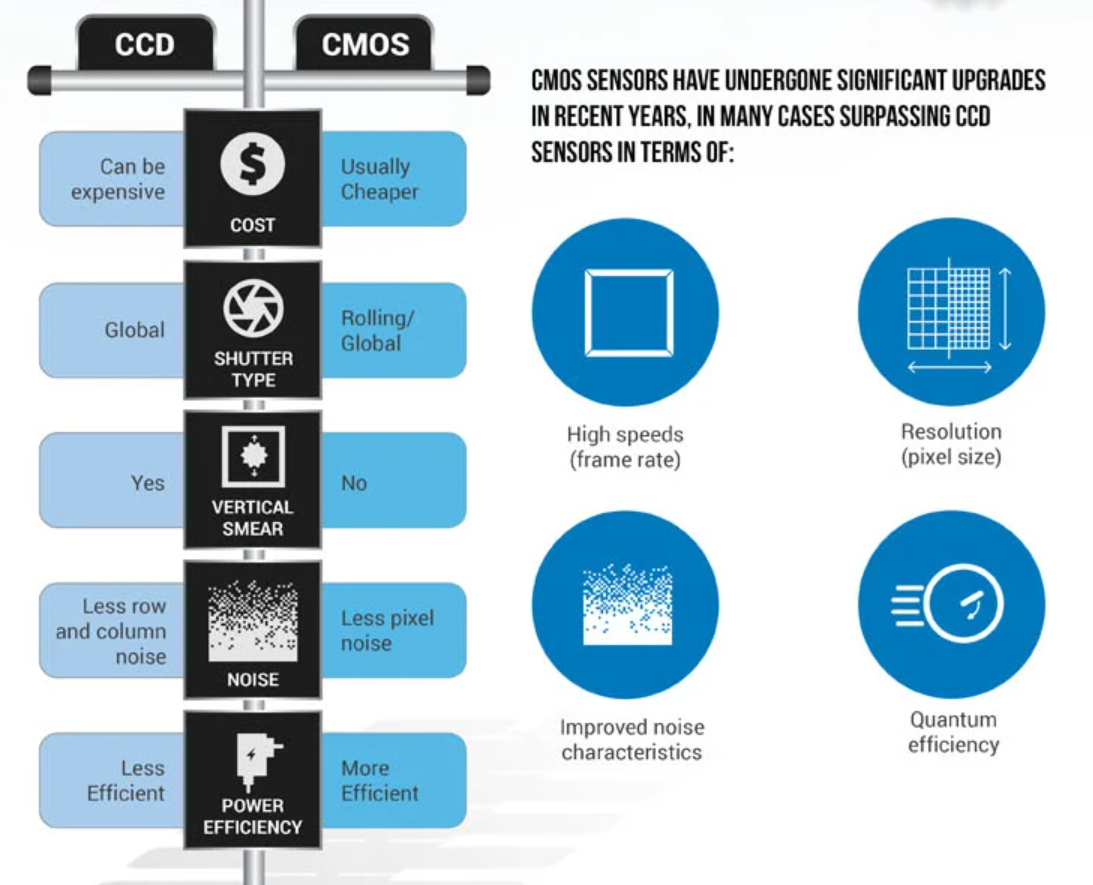 CCD
CMOS
Can be
expensive
COST
Usually
Cheaper
Global
SHUTTER
TYPE
Rolling/
Global
Yes
VERTICAL
SMEAR
No
Less row
and column
noise
NOISE
Less pixel
noise
Less
Efficient
POWER
EFFICIENCY
More
Efficient
CMOS SENSORS HAVE UNDERGONE SIGNIFICANT UPGRADES
IN RECENT YEARS, IN MANY CASES SURPASSING CCD
SENSORS IN TERMS OF:
High speeds
(frame rate)
Resolution
(pixel size)
Improved noise
characteristics
Quantum
efficiency